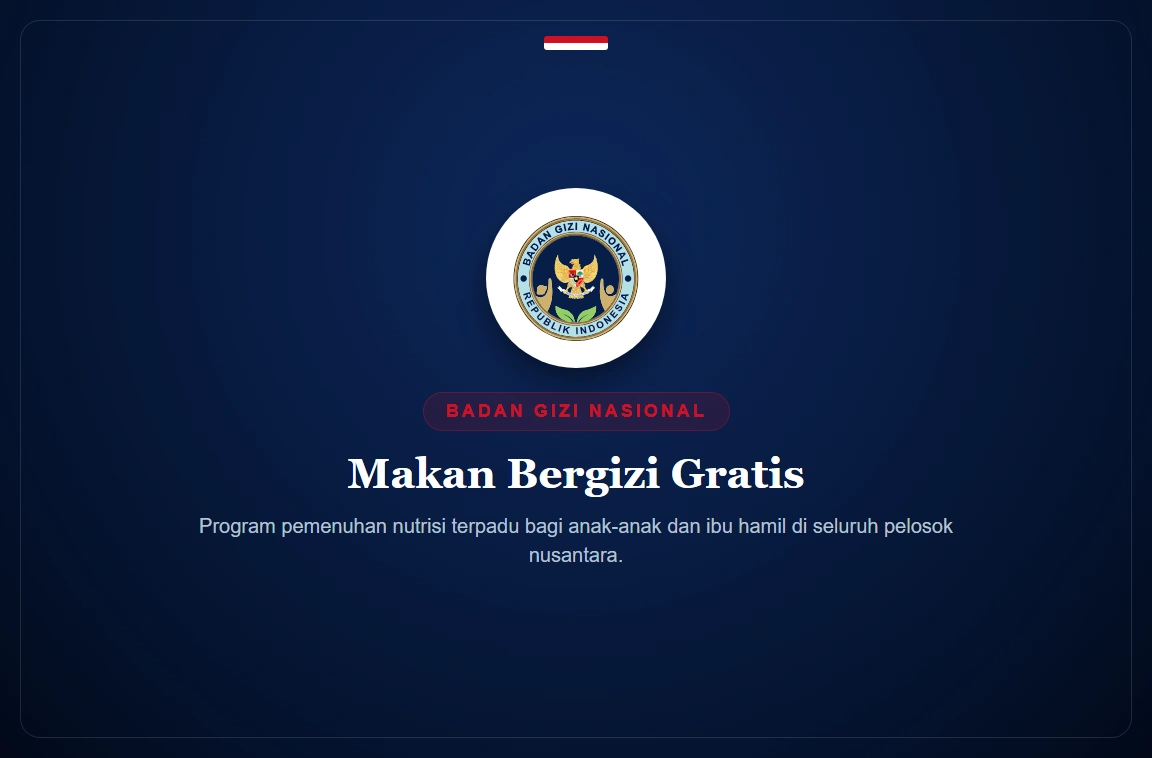 BADAN GIZI NASIONAL
REPUBLIK INDONESIA
BADAN GIZI NASIONAL
Makan Bergizi Gratis
Program pemenuhan nutrisi terpadu bagi anak-anak dan ibu hamil di seluruh pelosok
nusantara.